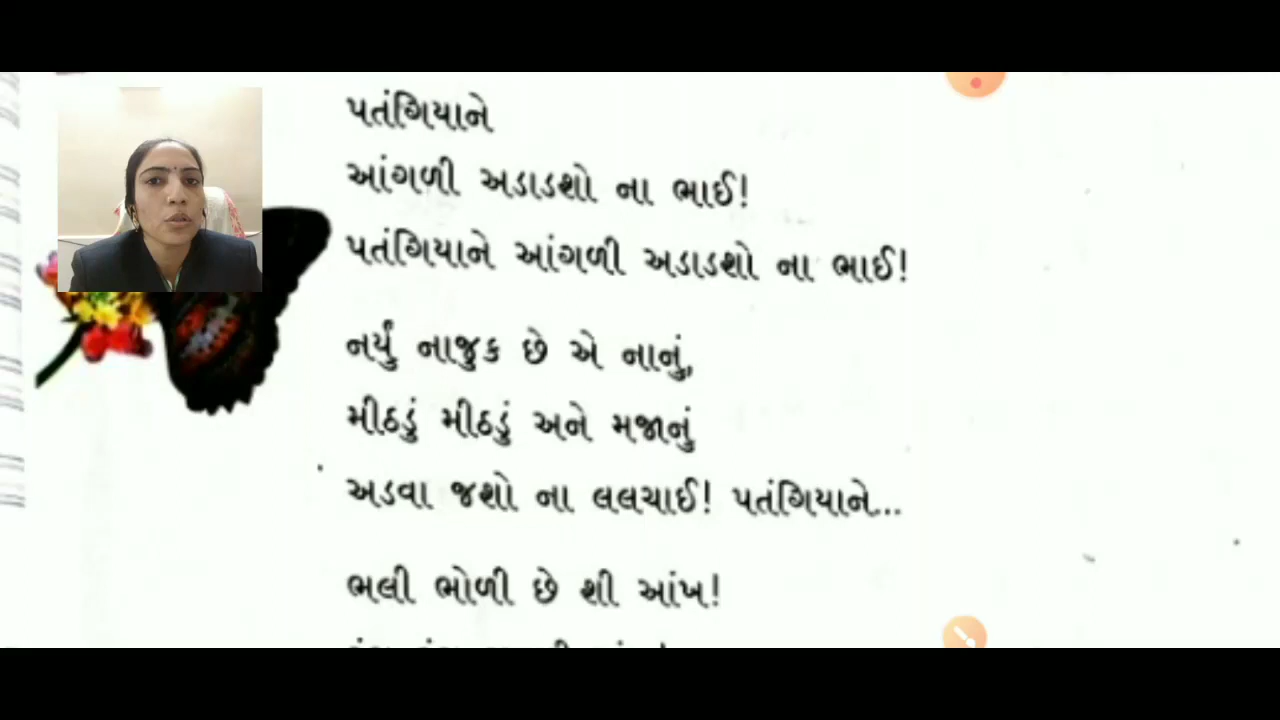 પતંગિયાને
આંગળી અડાડશો ના ભાઈ!
પતંગિયાને આંગળી અડાડશો ના ભાઈ!
નર્યું નાજુક છે એ નાનું,
મીઠડું મીઠડું અને મજાનું
અડવા જશો ના લલચાઈ! પતંગિયાને...
ભલી ભોળી છે શી આંખ!